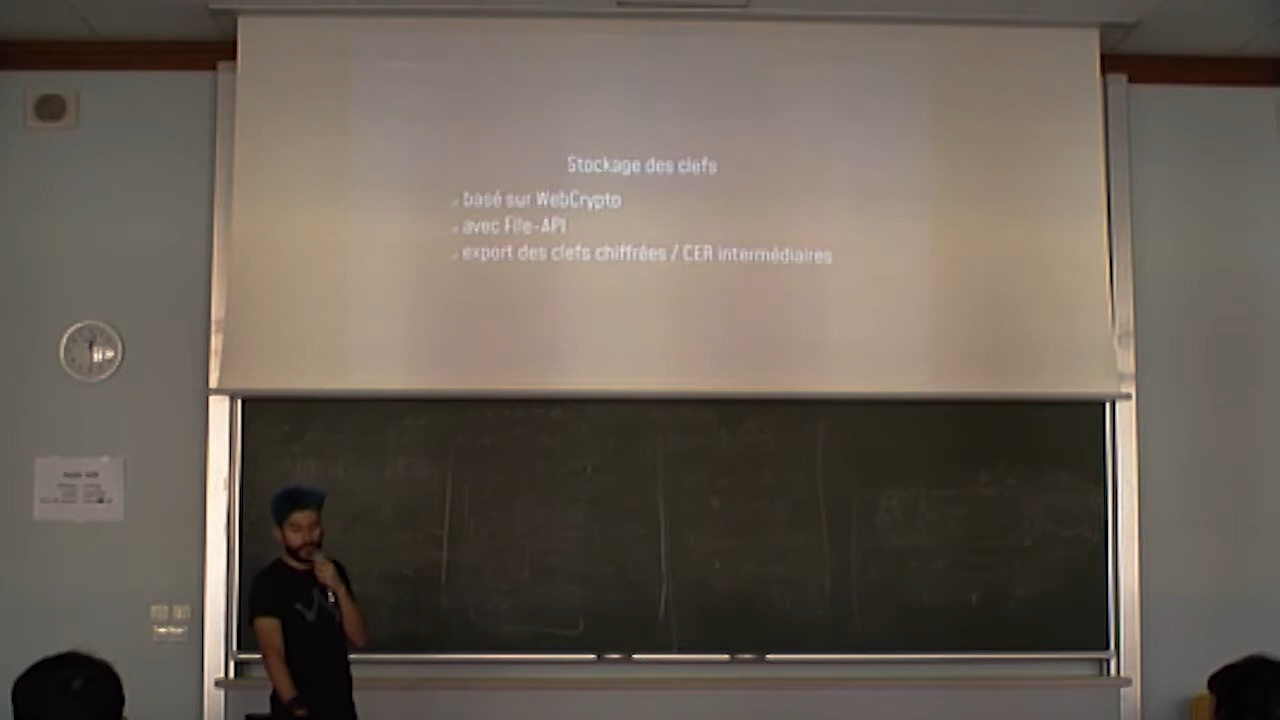 Stockage des clefs
basé sur WebCrypto
avec File-API
export des clefs chiffrées / CER intermédiaires